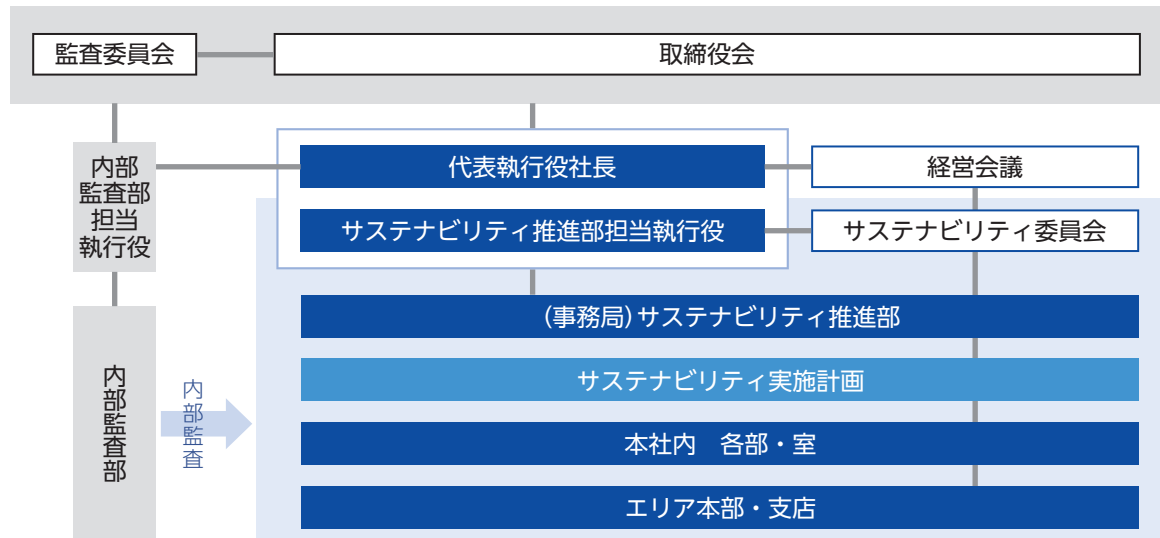 監査委員会
取締役会
内部
監査部
担当
執行役
代表執行役社長
経営会議
サステナビリティ推進部担当執行役
サステナビリティ委員会
(事務局)サステナビリティ推進部
サステナビリティ実施計画
本社内　各部・室
エリア本部・支店
内部監査部
内部監査